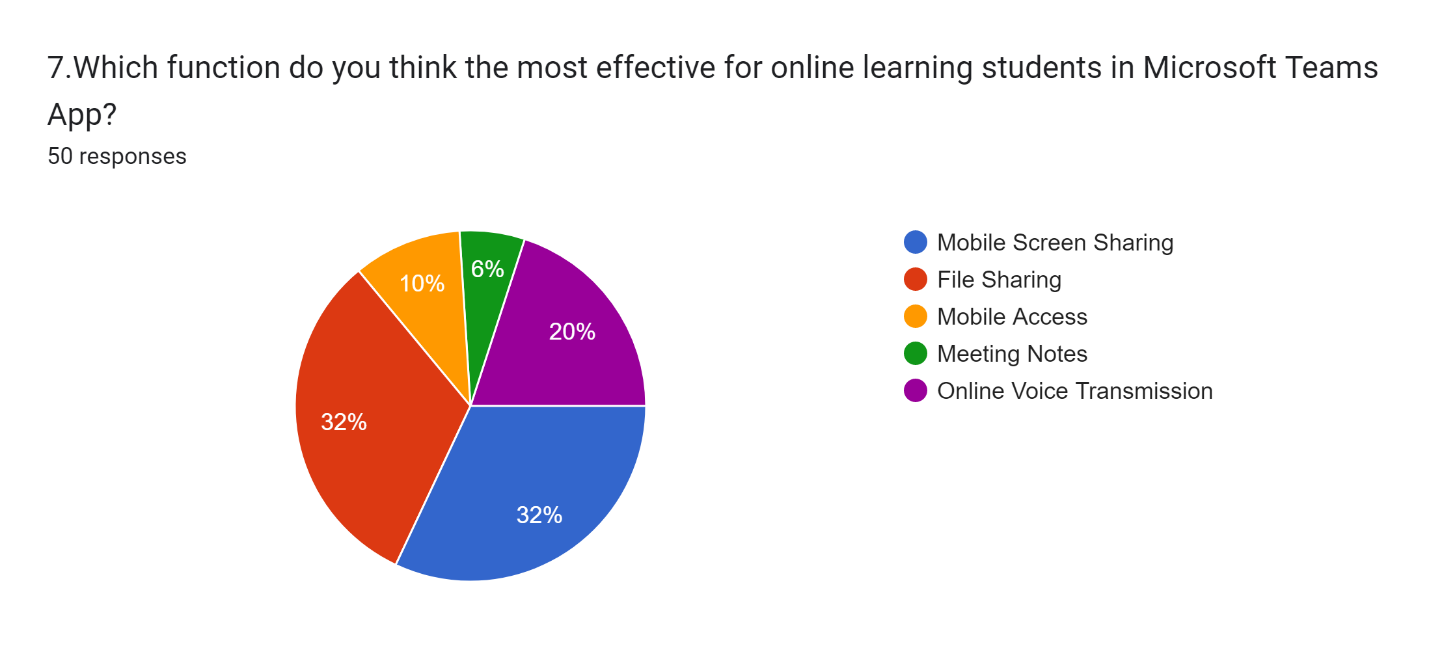 7.Which function do you think the most effective for online learning students in Microsoft Teams
App?
50 responses
6%
10%
20%
32%
32%
Mobile Screen Sharing
File Sharing
Mobile Access
Meeting Notes
Online Voice Transmission